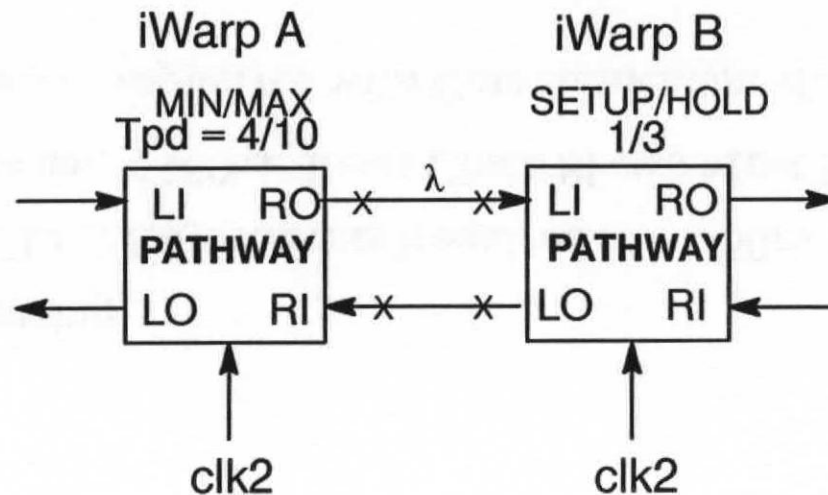 iWarp A
iWarp B
MIN/MAX
Tpd = 4/10
SETUP/HOLD
1/3
LI RO
PATHWAY
LO RI
λ
X X
X X
LI RO
PATHWAY
LO RI
clk2
clk2